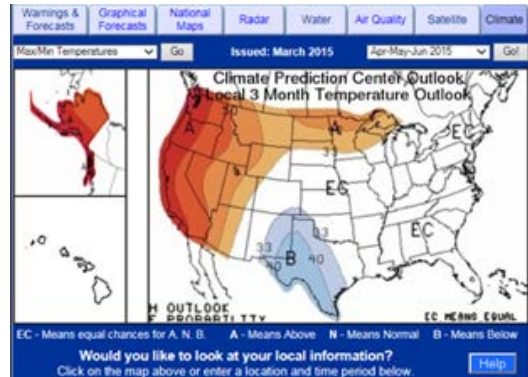 Warnings & Forecasts
Graphical Forecasts
National Maps
Radar
Water
Air Quality
Satellite
Climate
Max/Min Temperatures
Go
Issued: March 2015
Apr-May-Jun 2015
Go!
Climate Prediction Center Outlook
Local 3 Month Temperature Outlook
50
A
A
33
EC
EC
EC
33
33
40
B
40
H OUTLOOK
F PROBABILITY
EC MEANS EQUAL
EC - Means equal chances for A, N, B. A - Means Above N - Means Normal B - Means Below
Would you like to look at your local information?
Click on the map above or enter a location and time period below.
Help